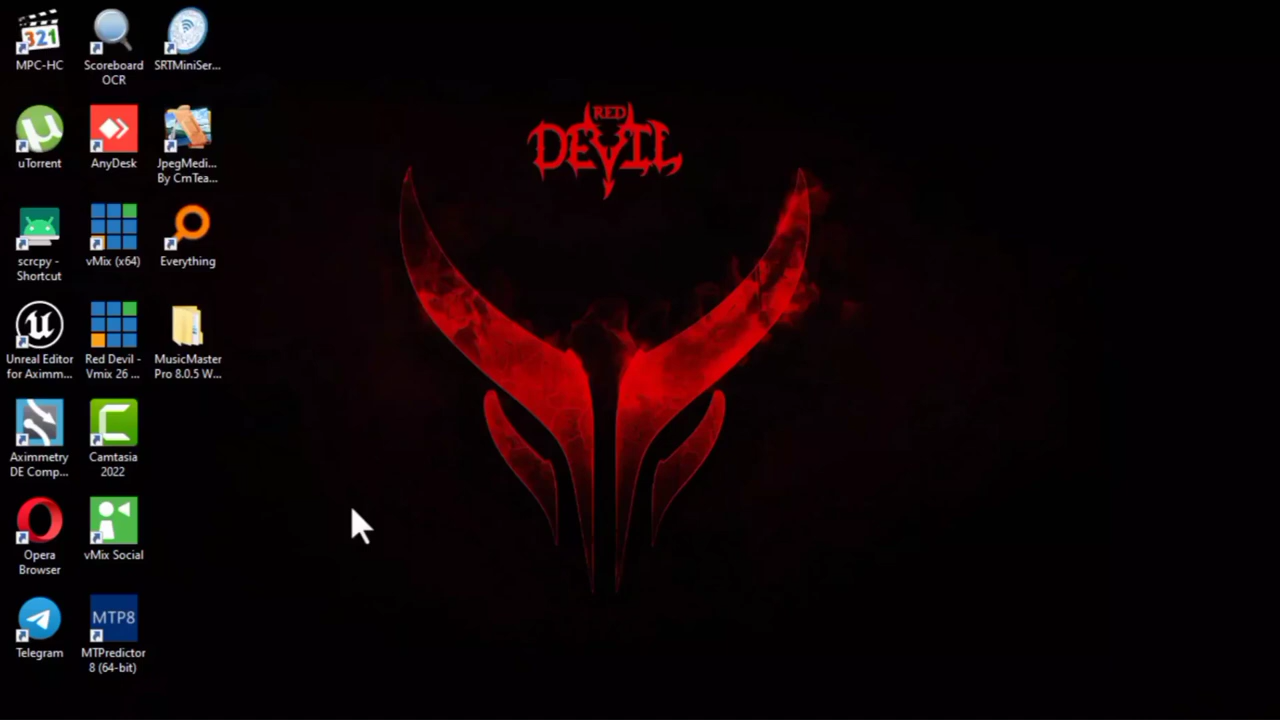 MPC-HC
Scoreboard
OCR
SRTMiniSer...
uTorrent
AnyDesk
JpegMedi...
By CmTea...
scrcpy -
Shortcut
vMix (x64)
Everything
Unreal Editor
for Aximm...
Red Devil -
Vmix 26 ...
MusicMaster
Pro 8.0.5 W...
Aximmetry
DE Comp...
Camtasia
2022
Opera
Browser
vMix Social
Telegram
MTP8
MTPredictor
8 (64-bit)
321
RED
DEVIL